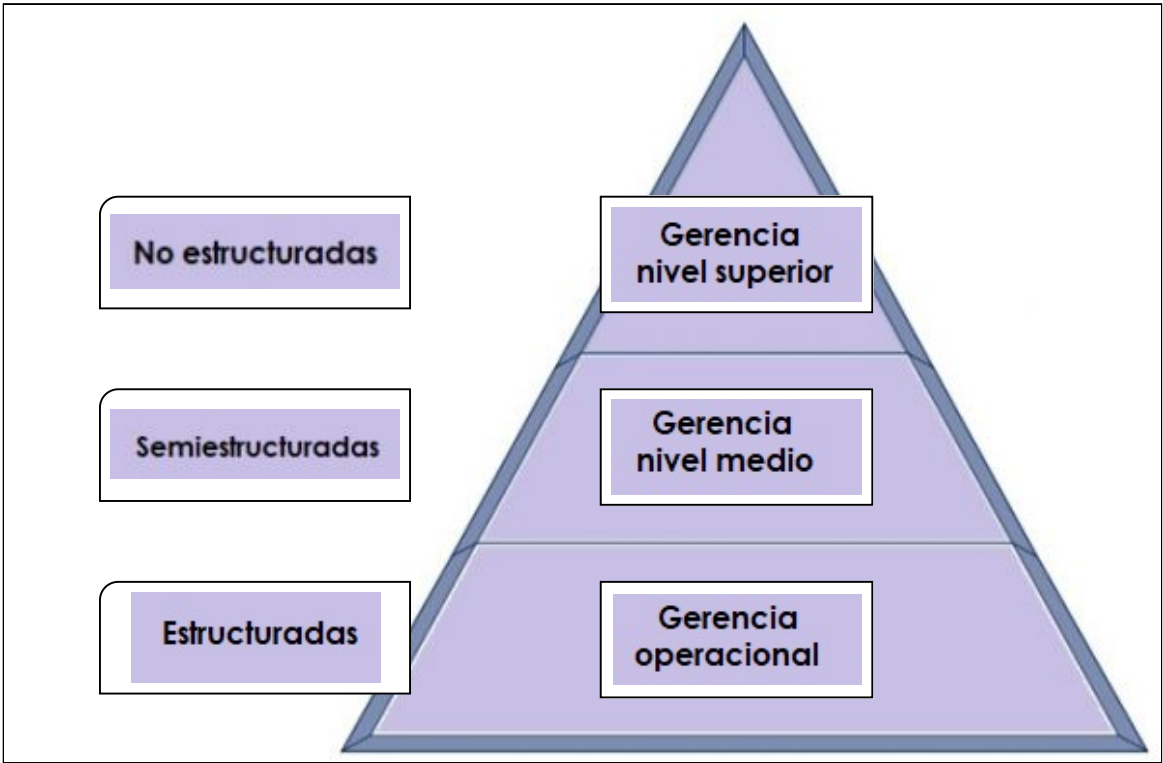 No estructuradas
Gerencia
nivel superior
Semiestructuradas
Gerencia
nivel medio
Estructuradas
Gerencia
operacional